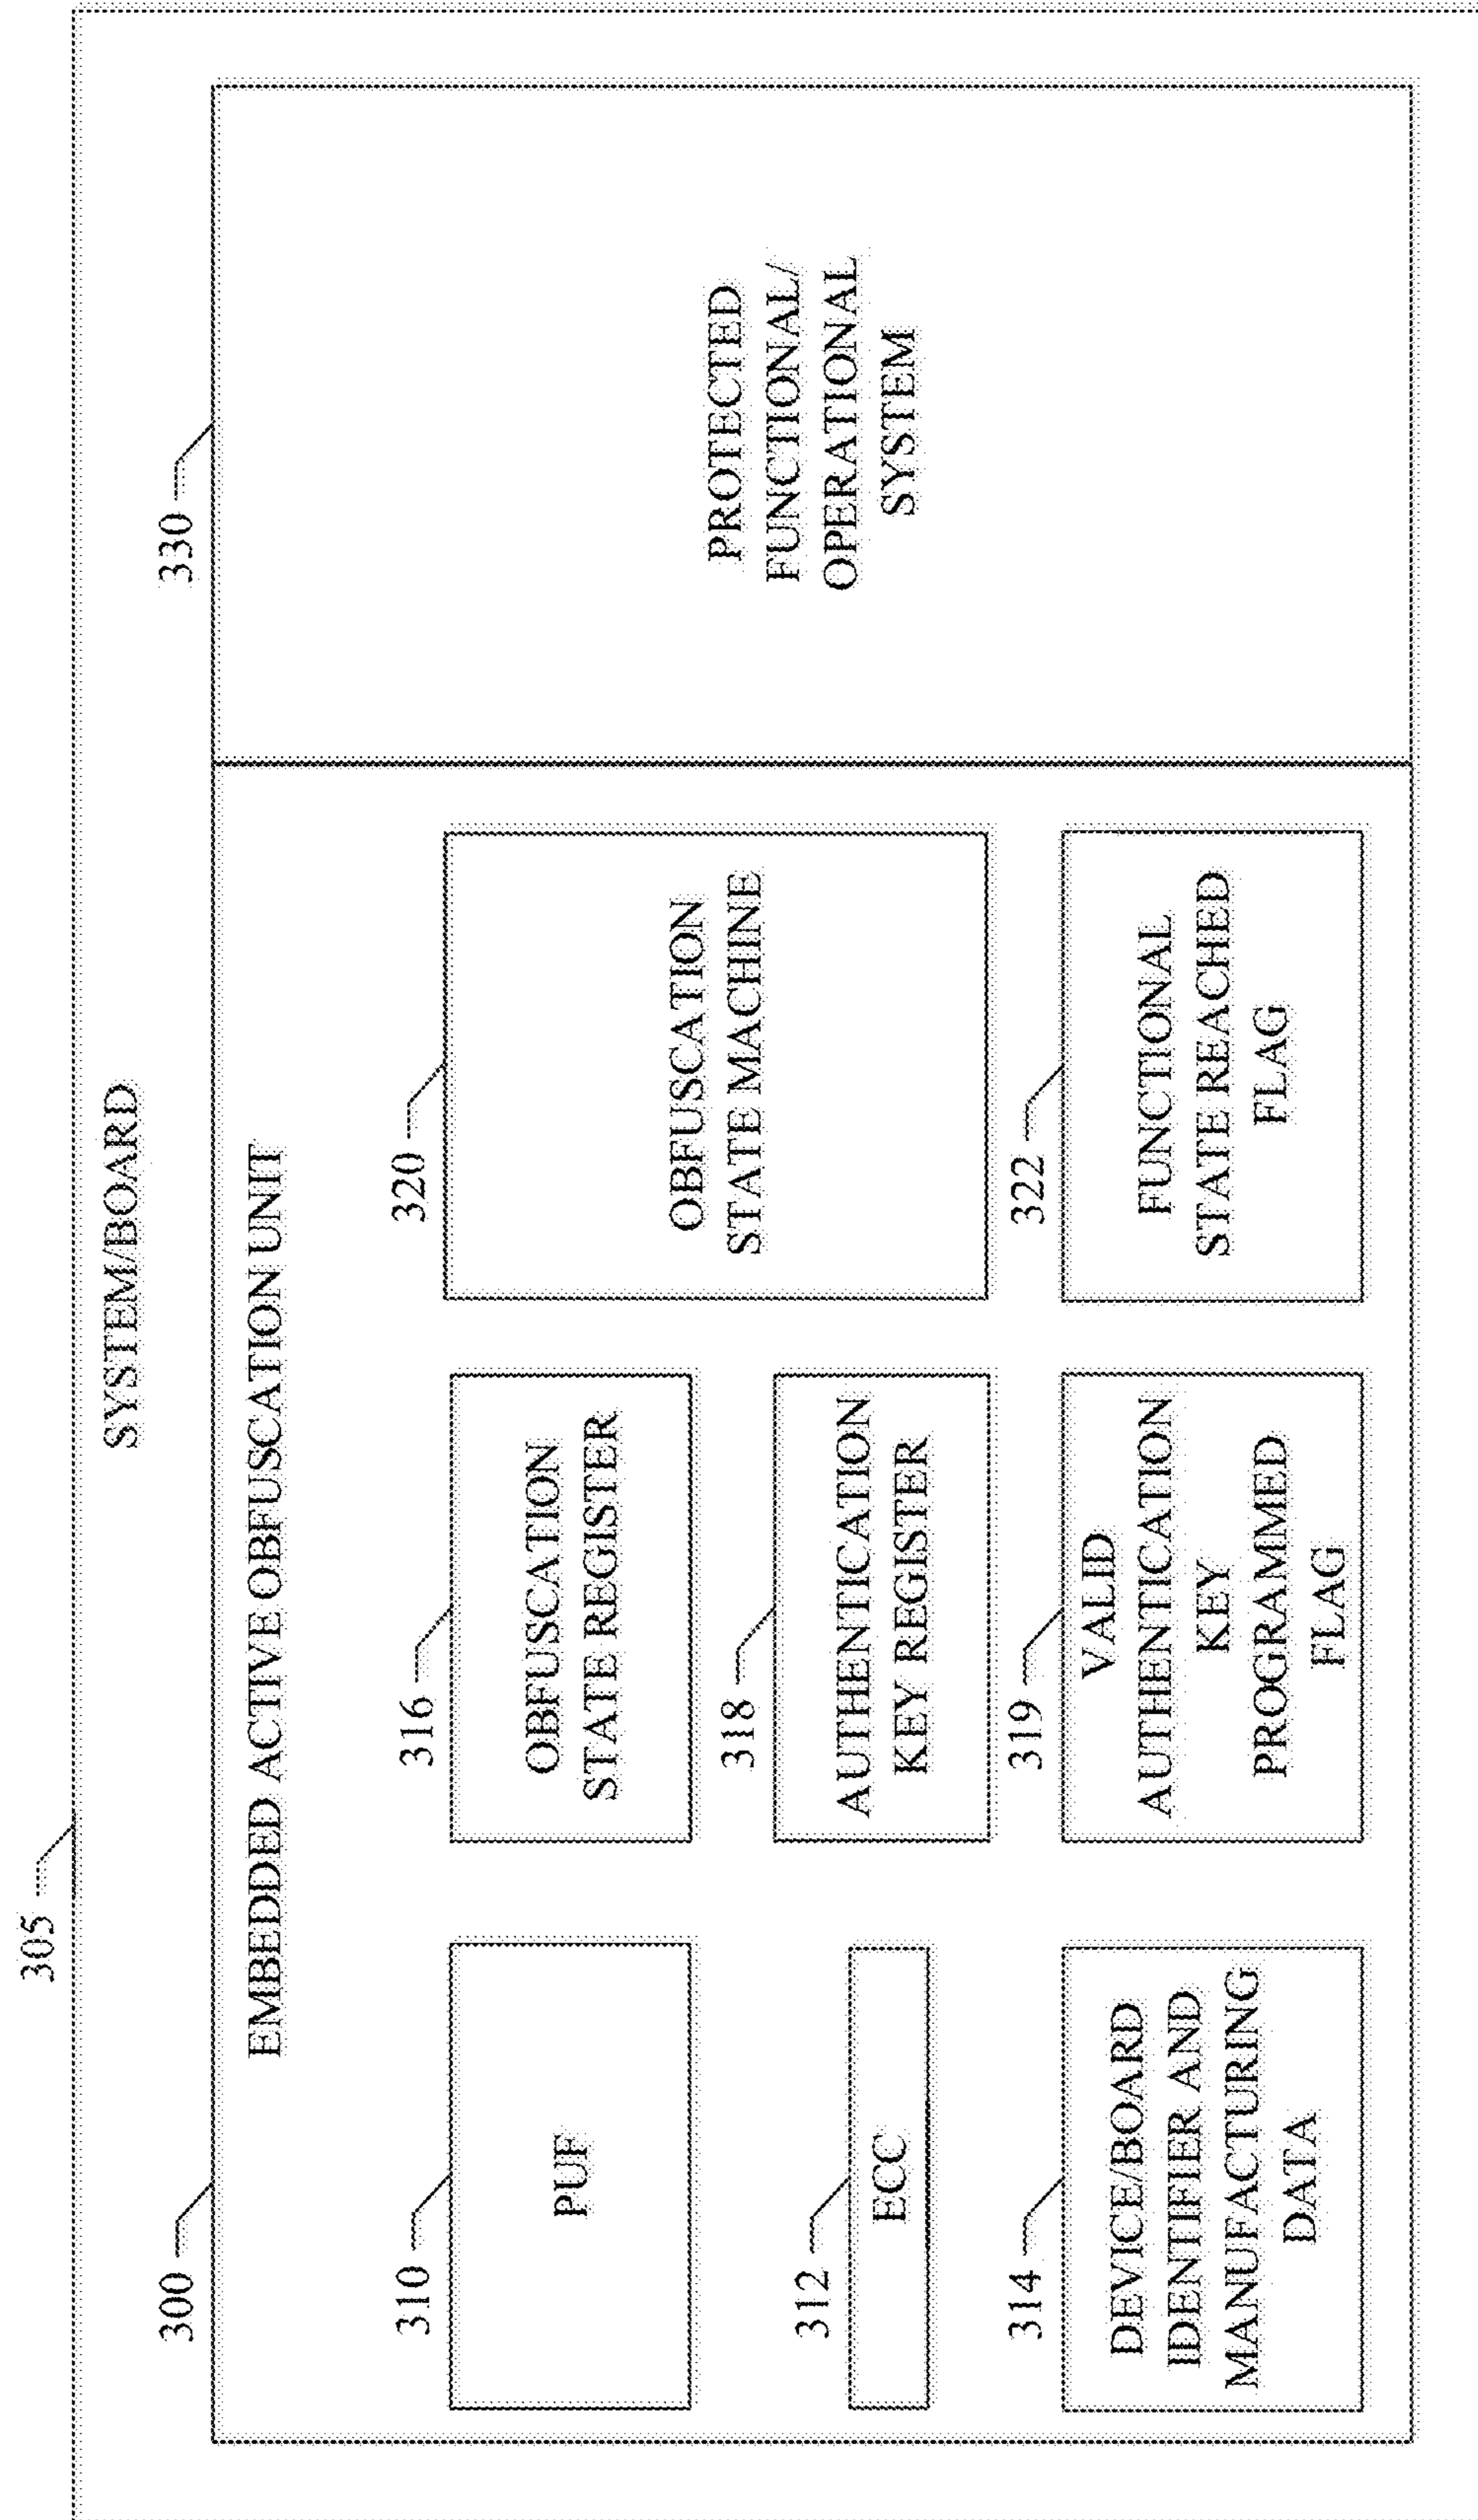 305
SYSTEM/BOARD
300
EMBEDDED ACTIVE OBFUSCATION UNIT
310
PUF
312
ECC
314
DEVICE/BOARD
IDENTIFIER AND
MANUFACTURING
DATA
316
OBFUSCATION
STATE REGISTER
318
AUTHENTICATION
KEY REGISTER
319
VALID
AUTHENTICATION
KEY
PROGRAMMED
FLAG
320
OBFUSCATION
STATE MACHINE
322
FUNCTIONAL
STATE REACHED
FLAG
330
PROTECTED
FUNCTIONAL/
OPERATIONAL
SYSTEM